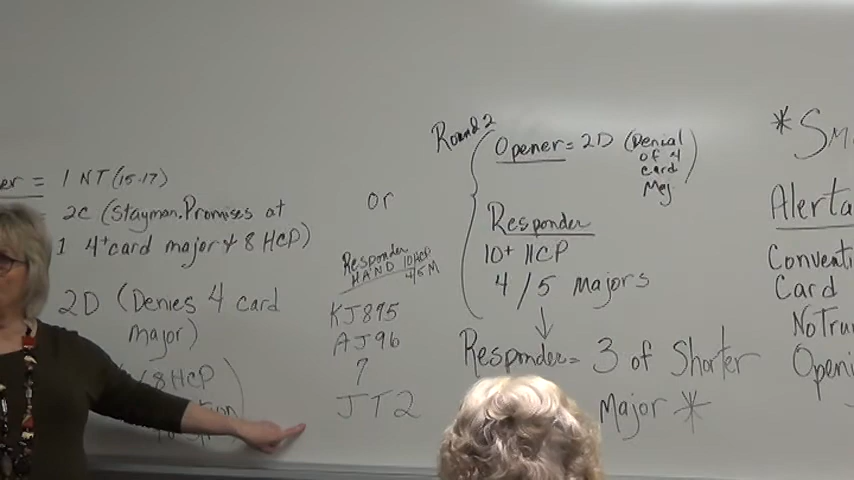 er = 1 NT (15-17)
2C (Stayman. Promises at
1 4+ card major & 8 HCP)
2D (Denies 4 card
major)
8 HCP
or
Responder
HAND 10HCP
4/5 M
KJ875
AJ96
7
JT2
Round 2
Opener = 2D (Denial
of 4
card
Maj.)
Responder
10+ HCP
4/5 Majors
Responder = 3 of Shorter
Major *
* Sm
Alerta
Conventi
Card
NoTru
Openi